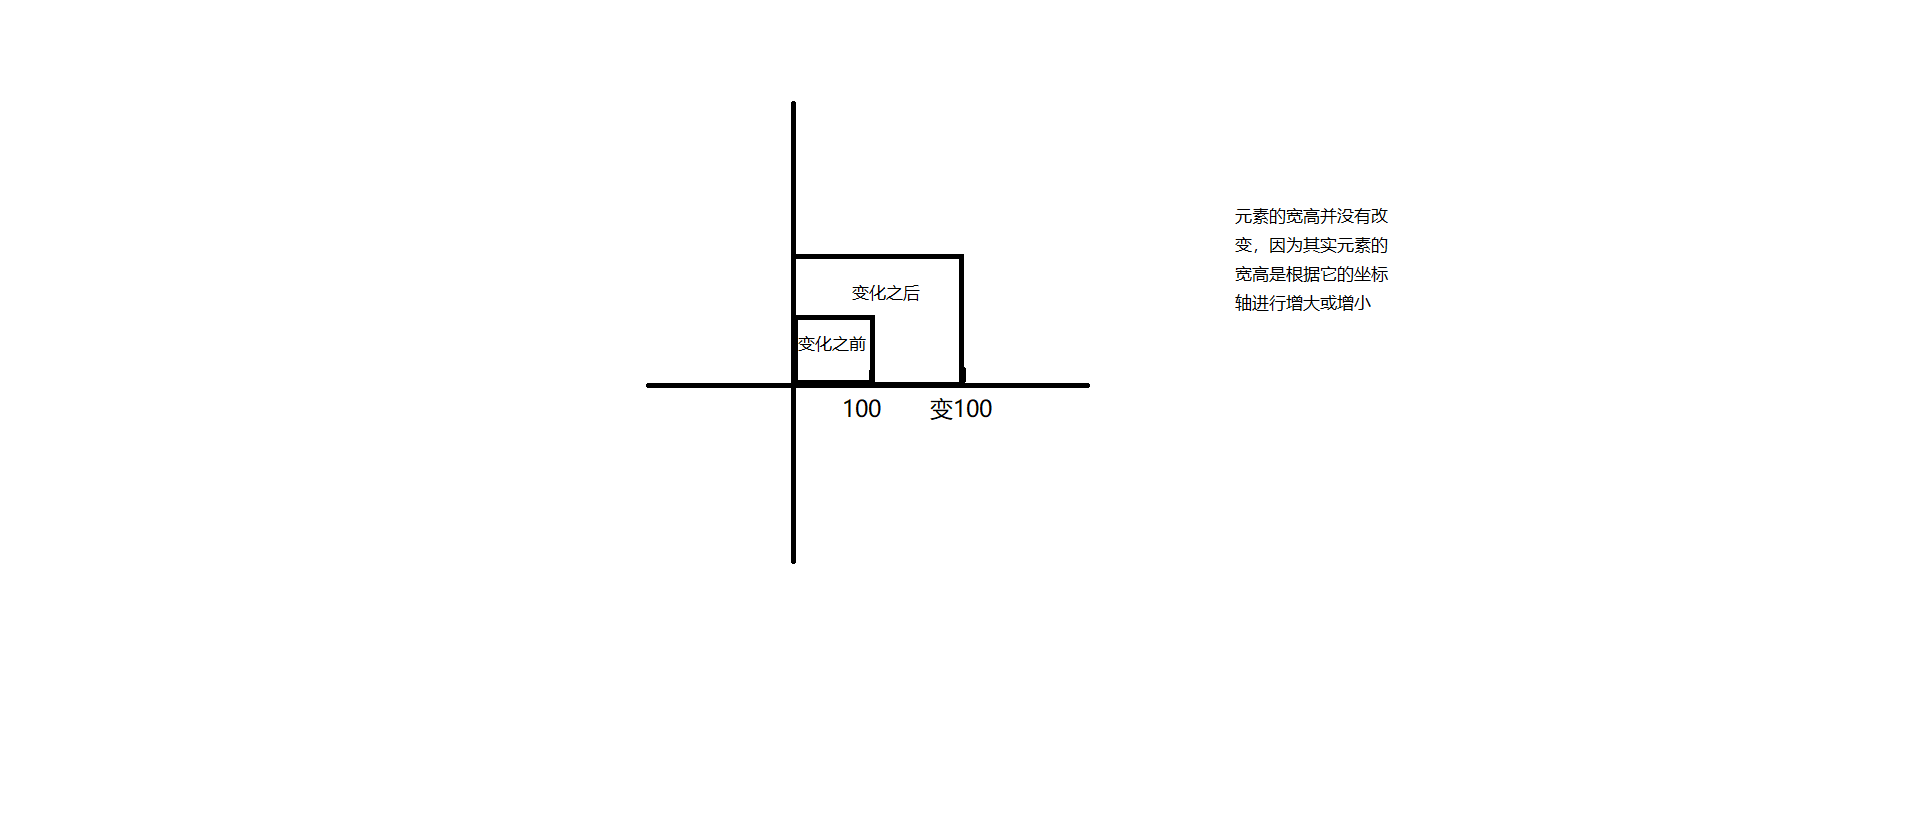 变化之后
变化之前
100
变100
元素的宽高并没有改
变，因为其实元素的
宽高是根据它的坐标
轴进行增大或增小